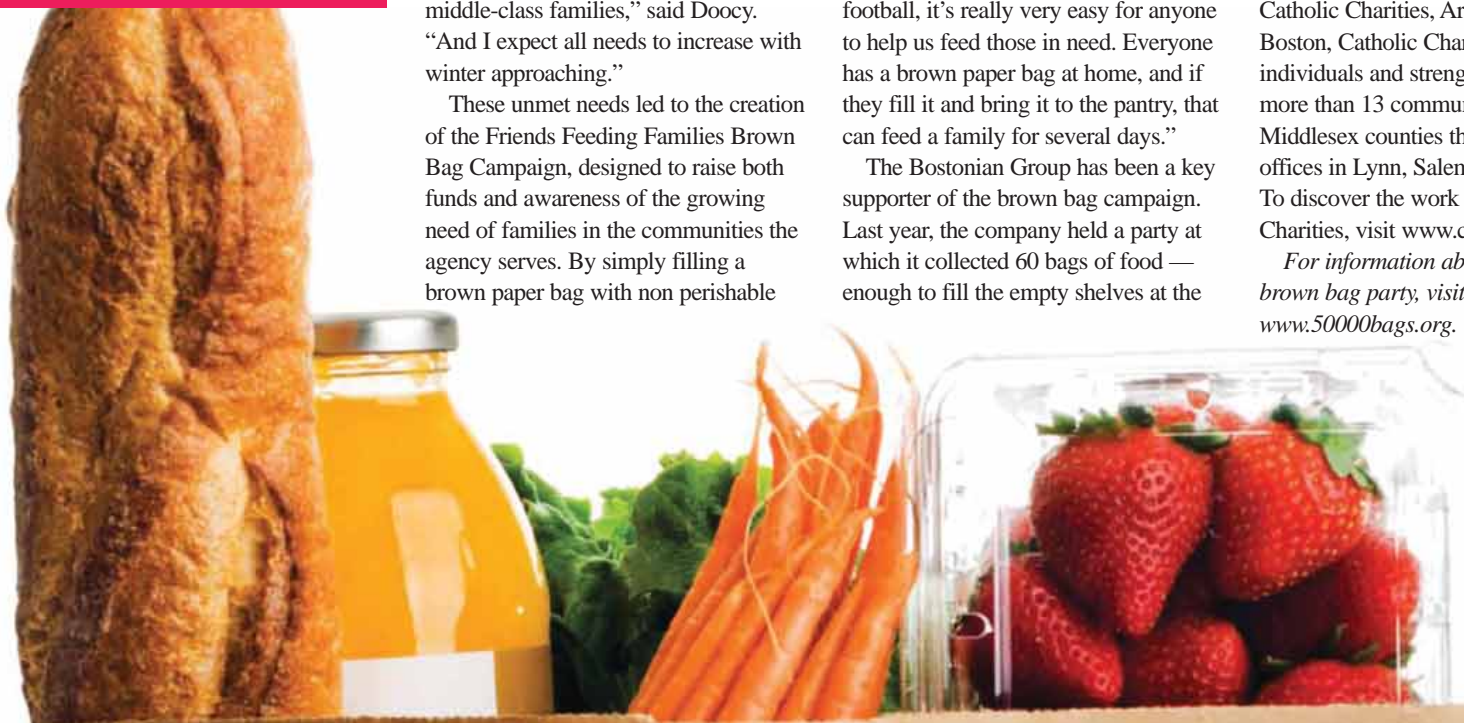 middle-class families,” said Doocy.
“And I expect all needs to increase with
winter approaching.”
These unmet needs led to the creation
of the Friends Feeding Families Brown
Bag Campaign, designed to raise both
funds and awareness of the growing
need of families in the communities the
agency serves. By simply filling a
brown paper bag with non perishable
football, it’s really very easy for anyone
to help us feed those in need. Everyone
has a brown paper bag at home, and if
they fill it and bring it to the pantry, that
can feed a family for several days.”
The Bostonian Group has been a key
supporter of the brown bag campaign.
Last year, the company held a party at
which it collected 60 bags of food —
enough to fill the empty shelves at the
Catholic Charities,
Boston, Catholic
individuals and
more than 13
Middlesex counties
offices in Lynn,
To discover the work
Charities, visit
For information
brown bag party, visit
www.50000bags.org.